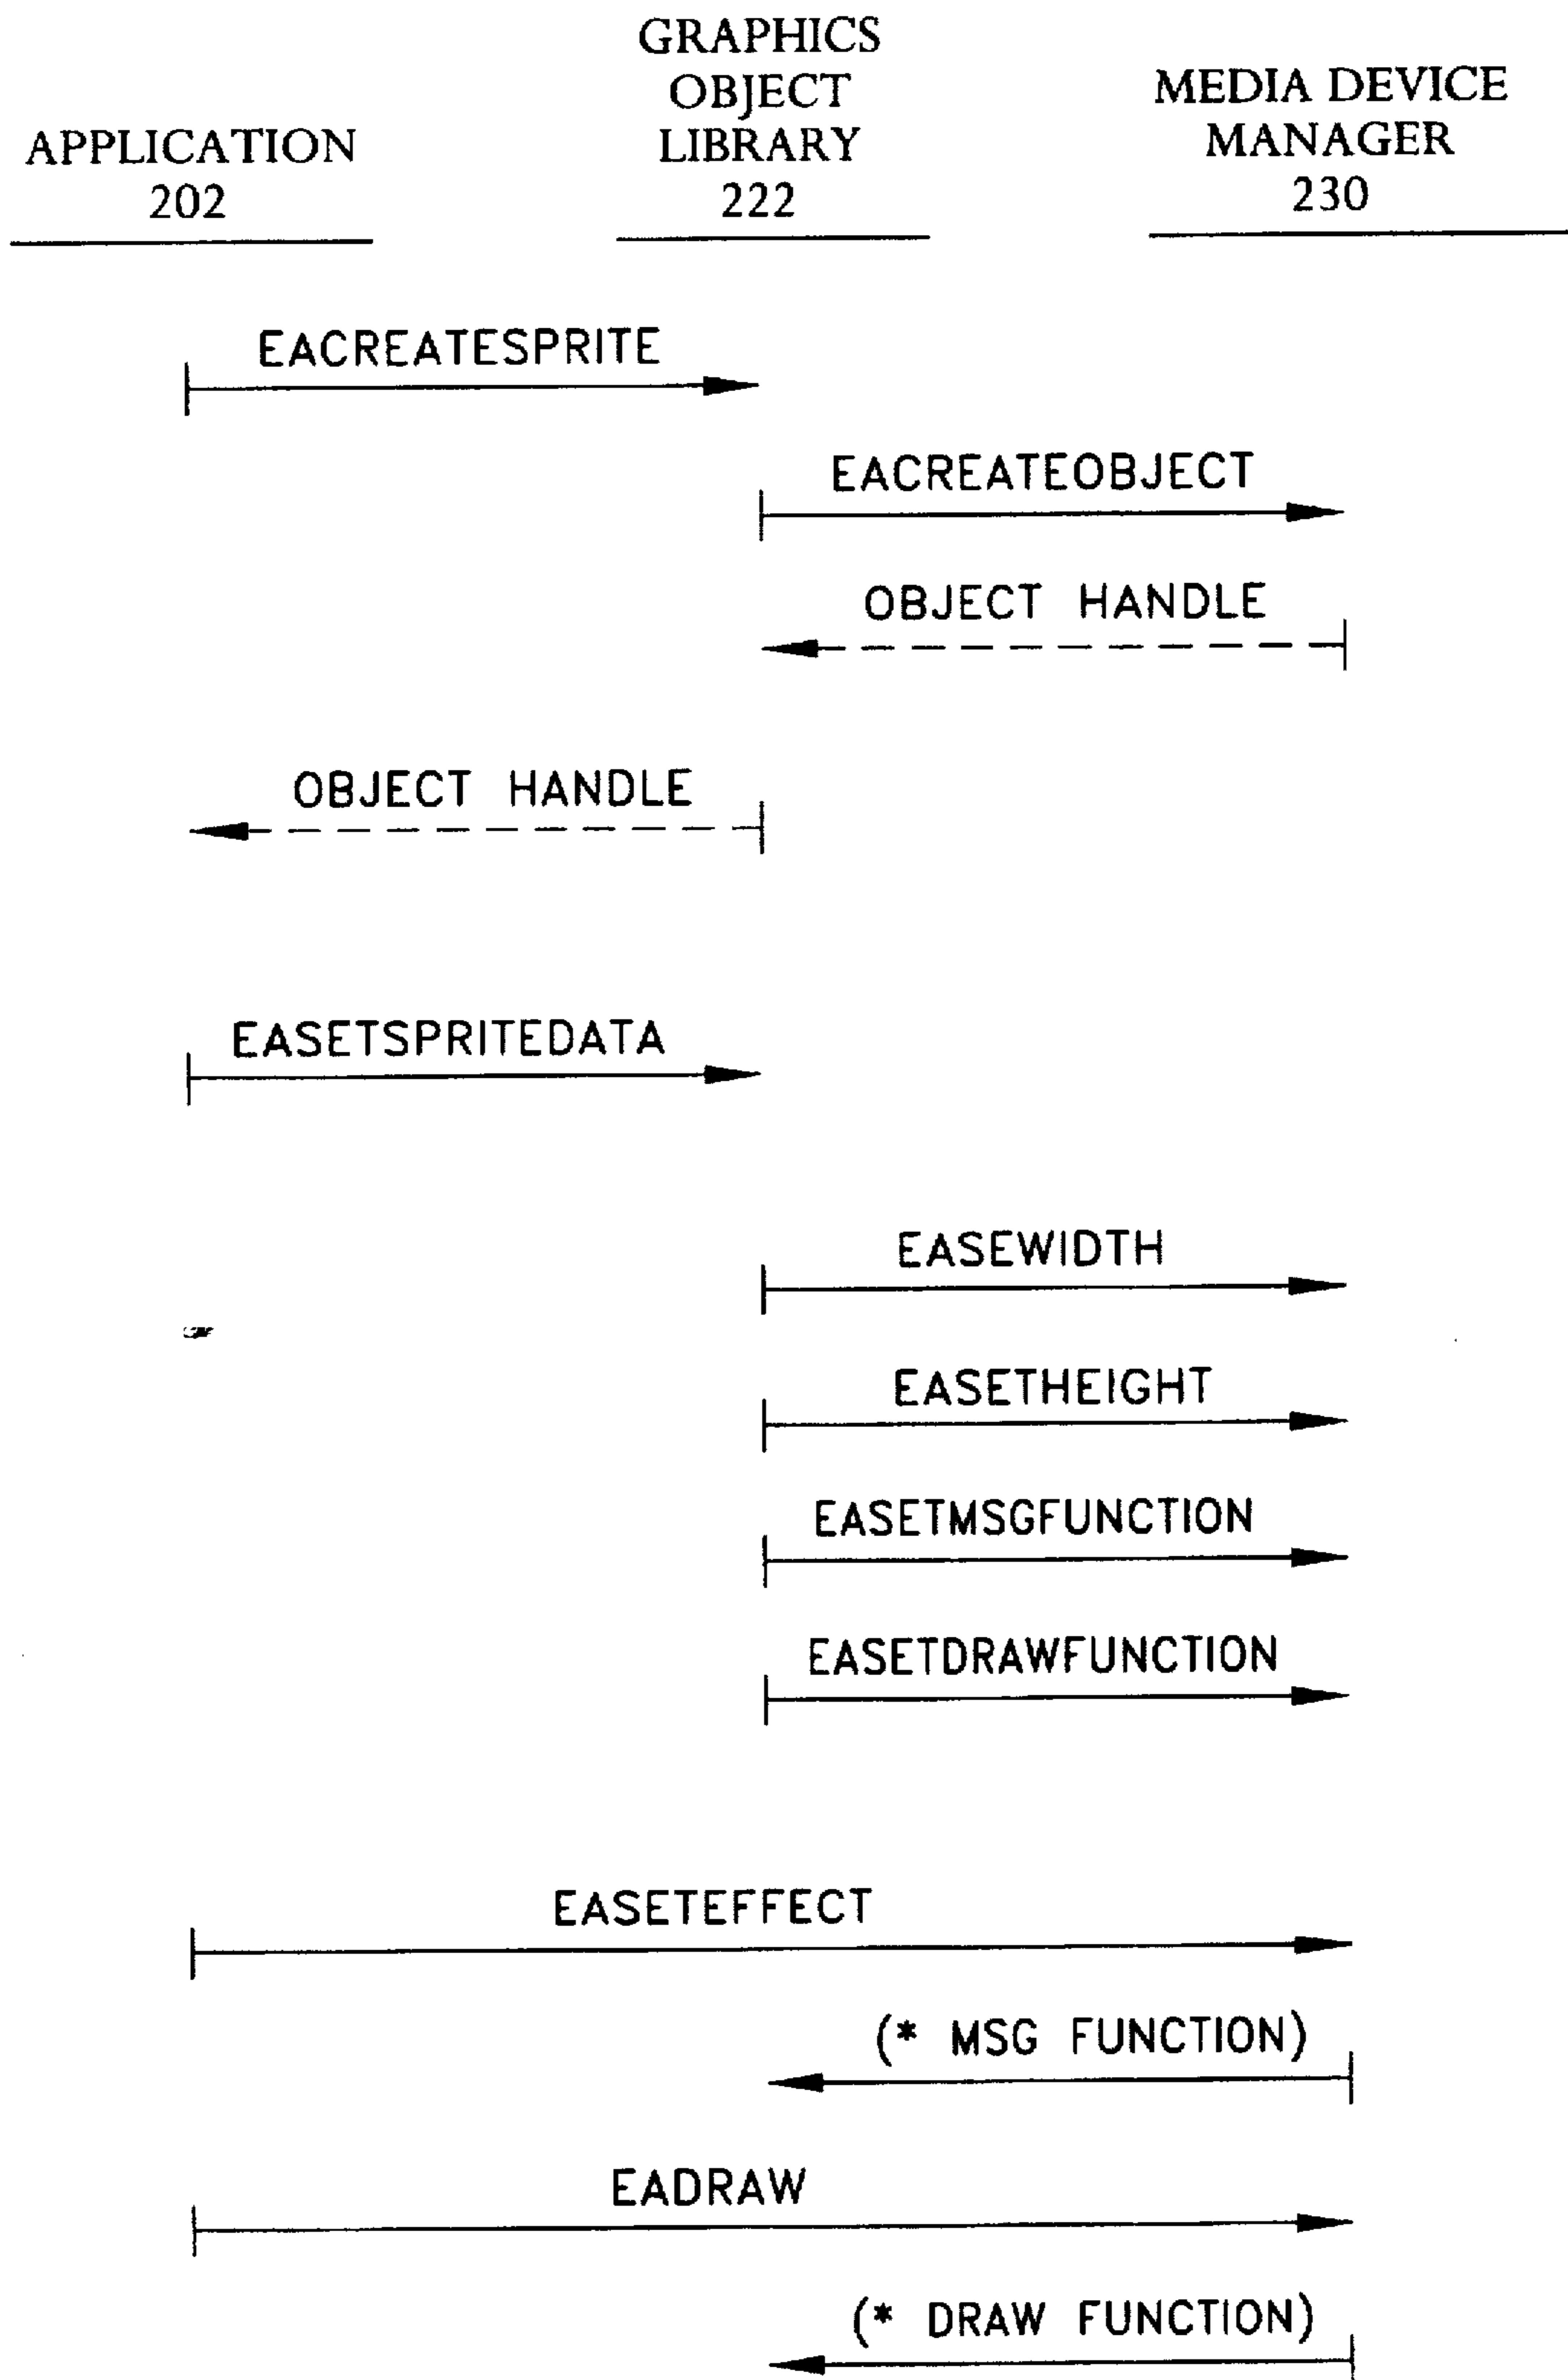 APPLICATION
202
GRAPHICS
OBJECT
LIBRARY
222
MEDIA DEVICE
MANAGER
230
EACREATESPRITE
EACREATEOBJECT
OBJECT HANDLE
OBJECT HANDLE
EASETSPRITEDATA
EASEWIDTH
EASETHEIGHT
EASETMSGFUNCTION
EASETDRAWFUNCTION
EASETEFFECT
(* MSG FUNCTION)
EADRAW
(* DRAW FUNCTION)